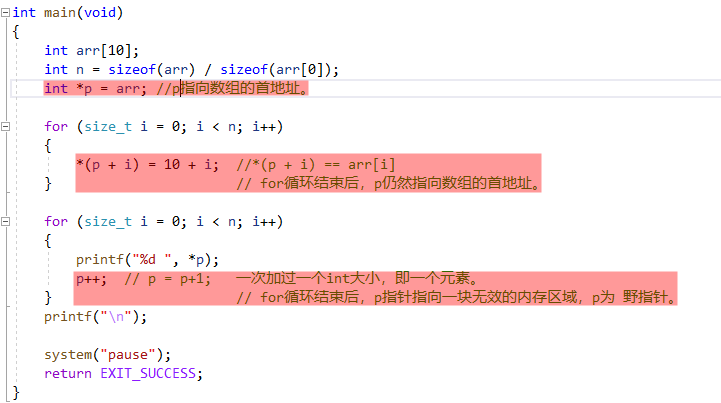 int main(void)
{
    int arr[10];
    int n = sizeof(arr) / sizeof(arr[0]);
    int *p = arr; //p指向数组的首地址。
    for (size_t i = 0; i < n; i++)
    {
        *(p + i) = 10 + i;  //*(p + i) == arr[i]
    }                       // for循环结束后，p仍然指向数组的首地址。
    for (size_t i = 0; i < n; i++)
    {
        printf("%d ", *p);
        p++;  // p = p+1;   一次加过一个int大小，即一个元素。
    }                       // for循环结束后，p指针指向一块无效的内存区域，p为 野指针。
    printf("\n");
    system("pause");
    return EXIT_SUCCESS;
}